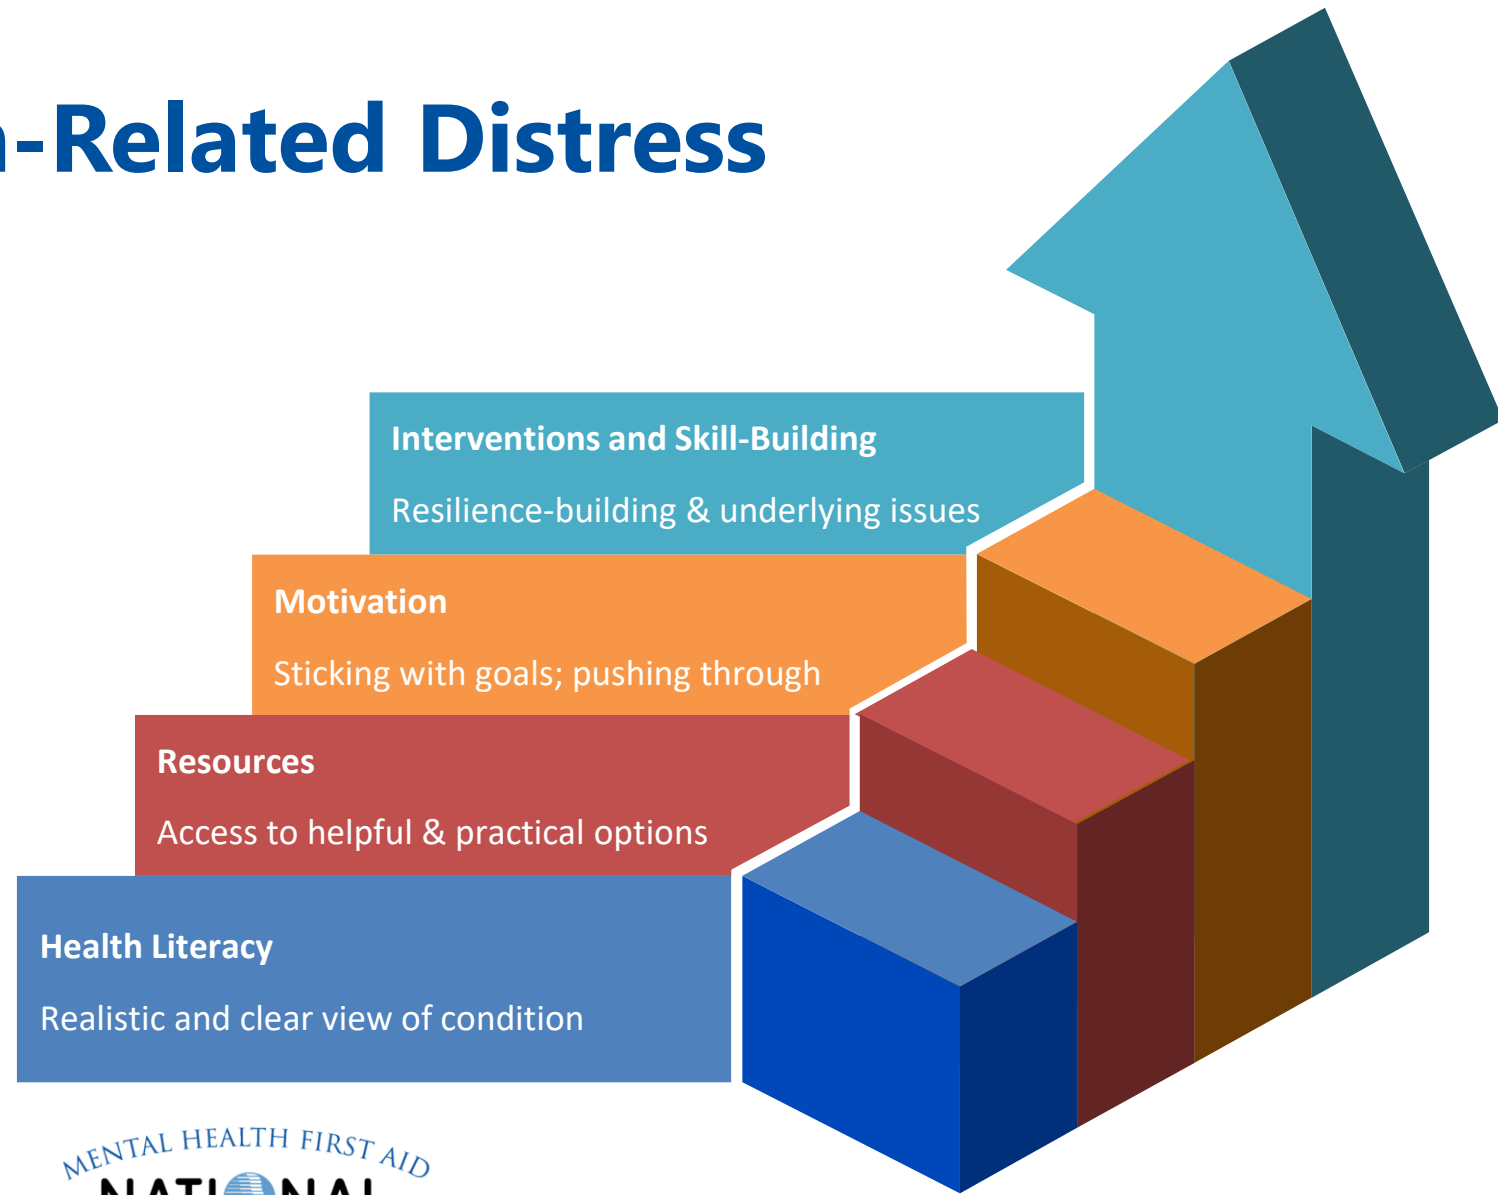 -Related Distress
Interventions and Skill-Building
Resilience-building & underlying issues
Motivation
Sticking with goals; pushing through
Resources
Access to helpful & practical options
Health Literacy
Realistic and clear view of condition
MENTAL HEALTH FIRST AID
NATIONAL